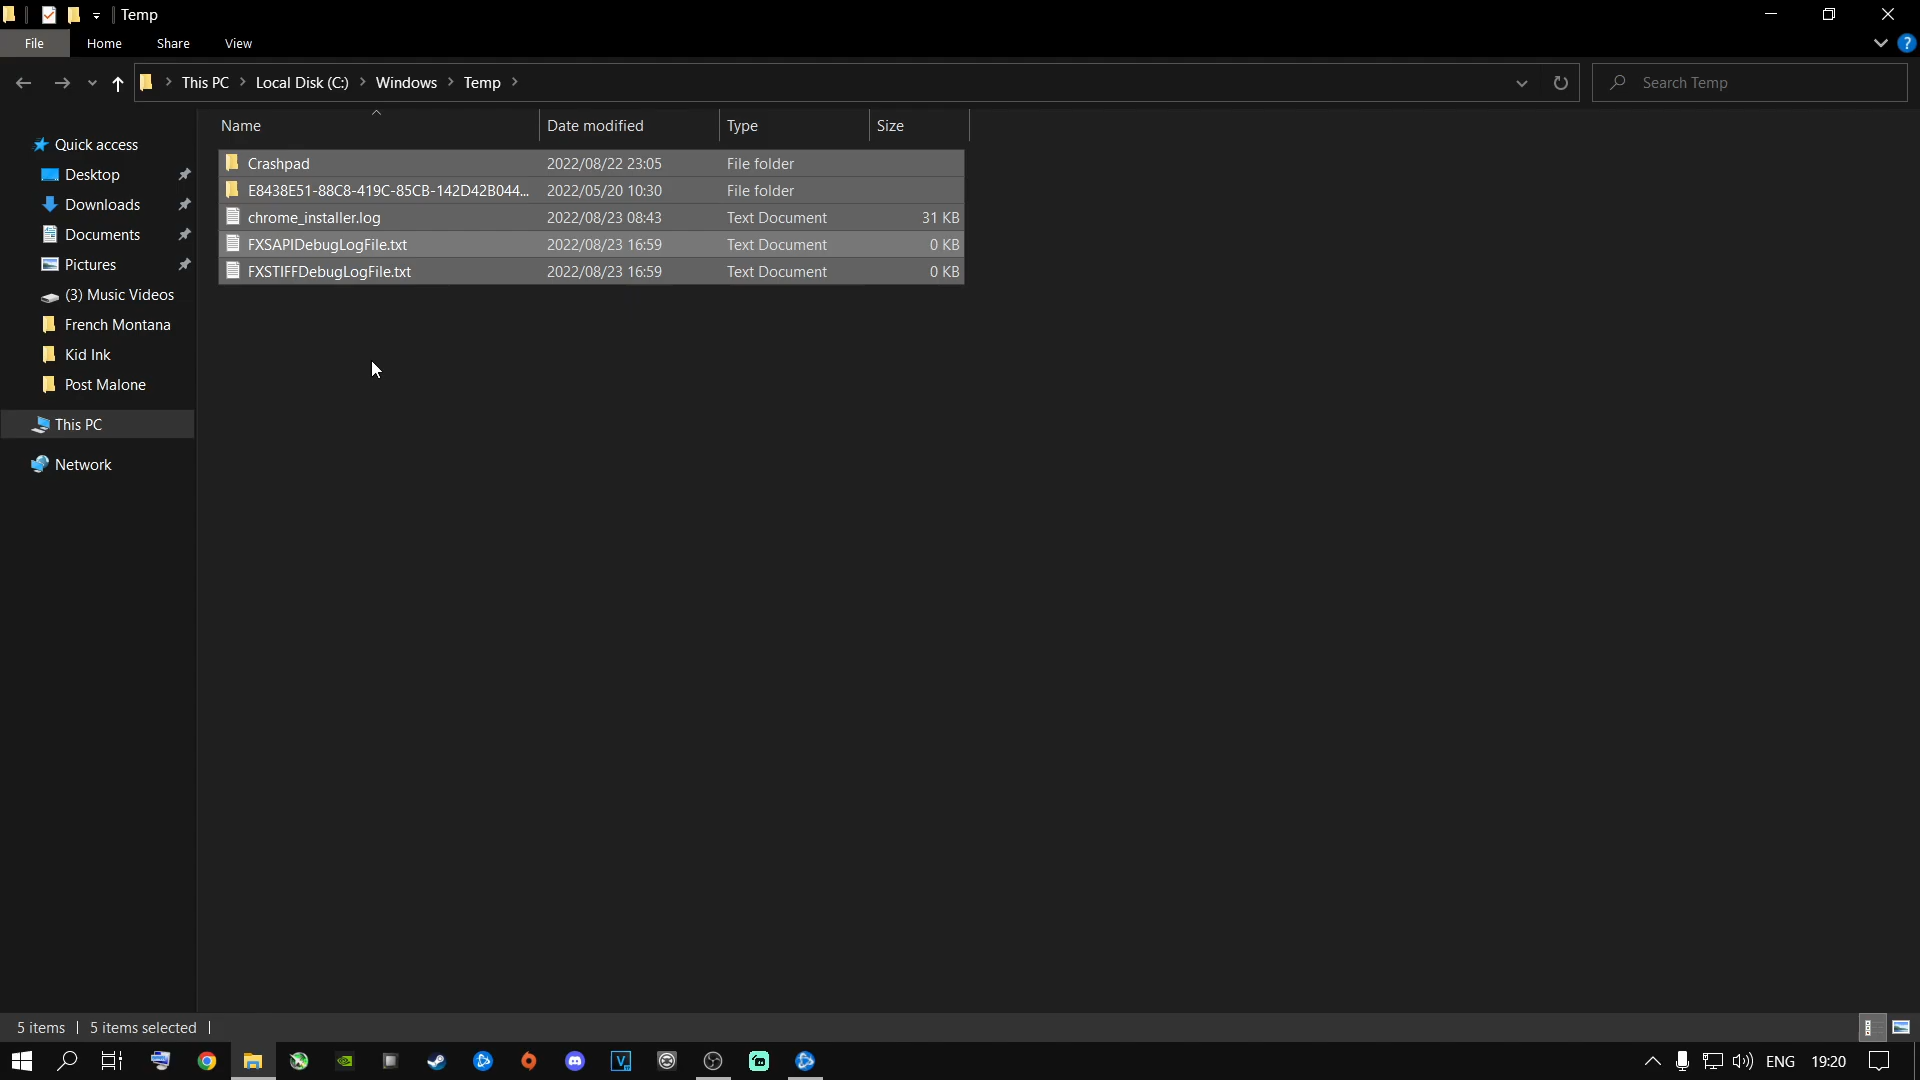 Temp
File Home Share View
This PC Local Disk (C:) Windows Temp
Search Temp
Name Date modified Type Size
Quick access
Desktop
Downloads
Documents
Pictures
(3) Music Videos
French Montana
Kid Ink
Post Malone
This PC
Network
Crashpad 2022/08/22 23:05 File folder
E8438E51-88C8-419C-85CB-142D42B044... 2022/05/20 10:30 File folder
chrome_installer.log 2022/08/23 08:43 Text Document 31 KB
FXSAPIDebugLogFile.txt 2022/08/23 16:59 Text Document 0 KB
FXSTIFFDebugLogFile.txt 2022/08/23 16:59 Text Document 0 KB
5 items 5 items selected
ENG 19:20